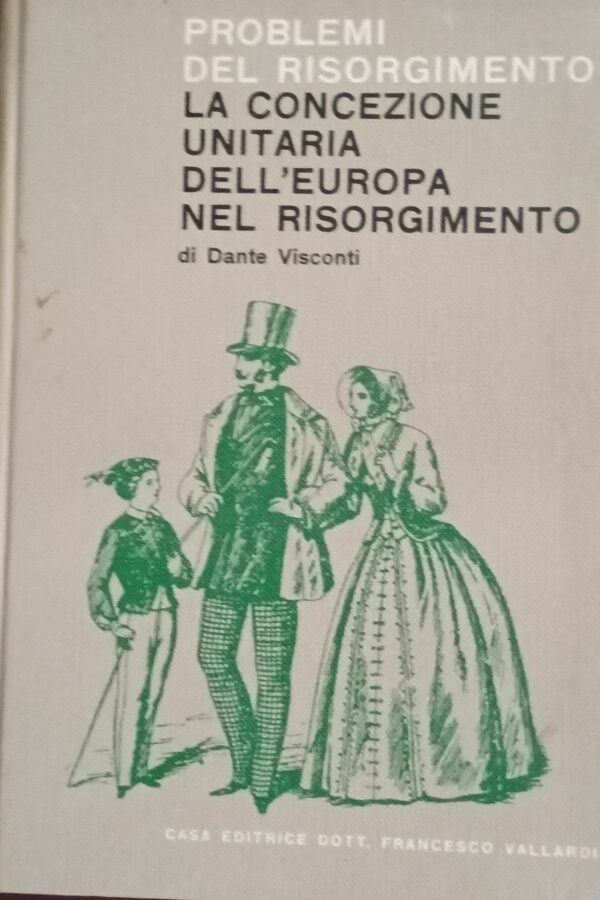 PROBLEMI
DEL RISORGIMENTO
LA CONCEZIONE
UNITARIA
DELL'EUROPA
NEL RISORGIMENTO
di Dante Visconti
CASA EDITRICE DOTT. FRANCESCO VALLARDI